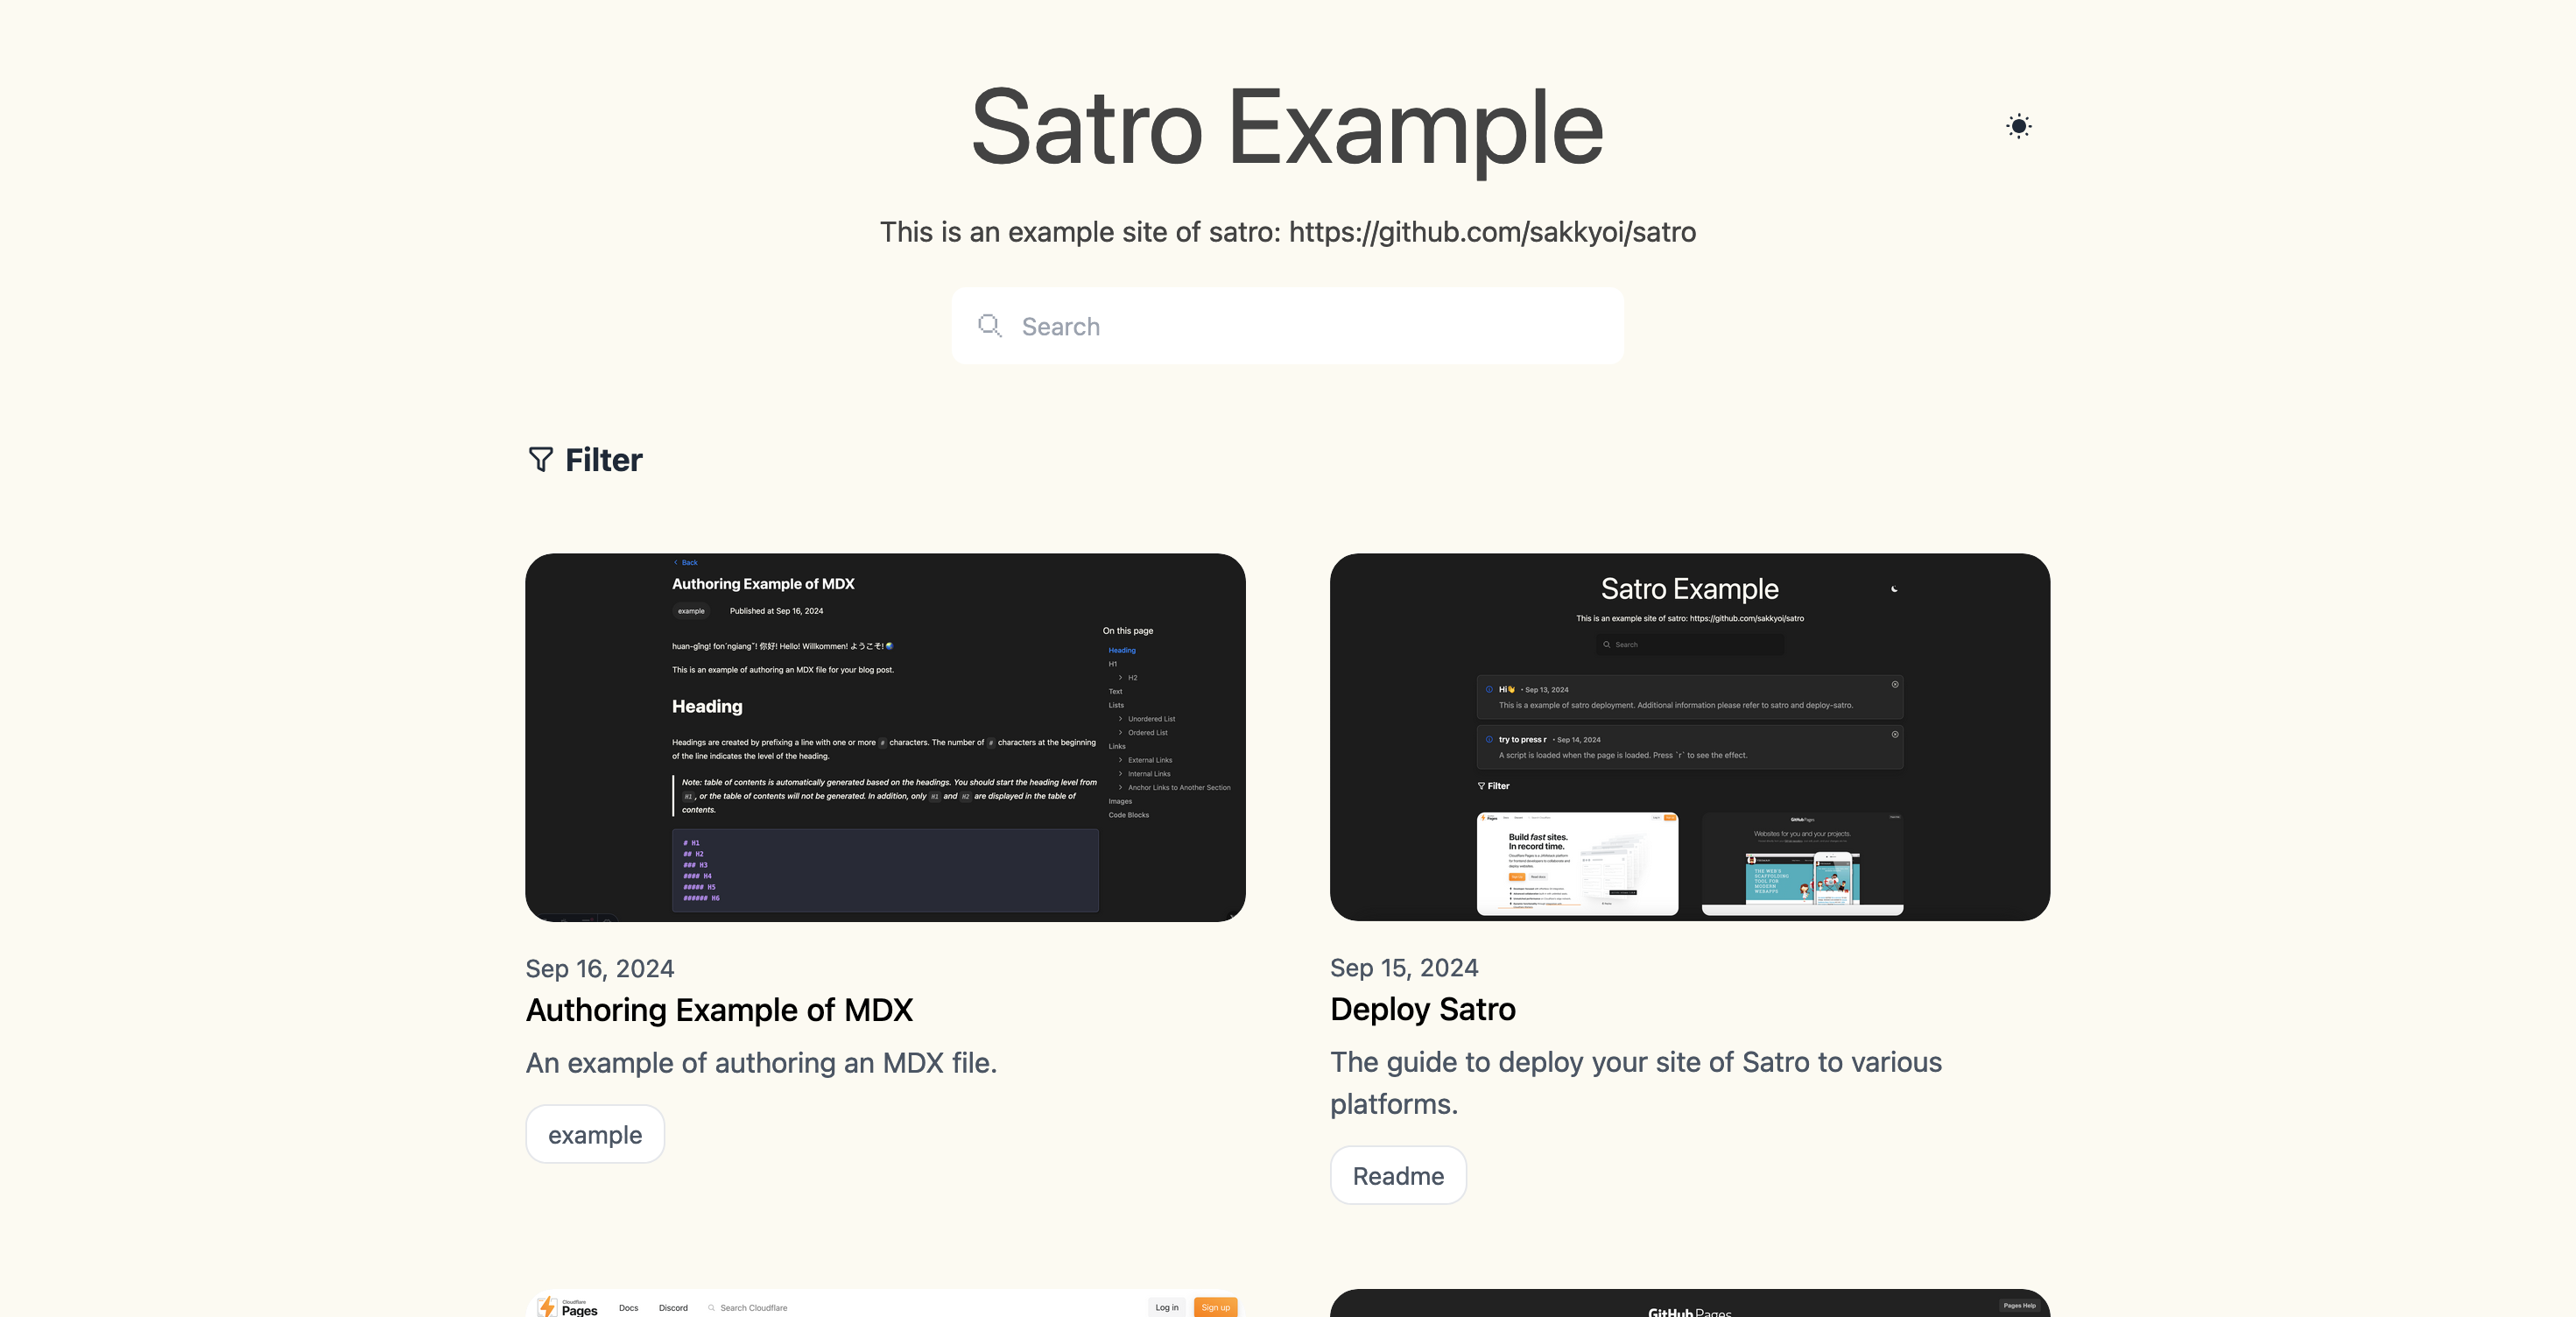 Satro Example
This is an example site of satro: https://github.com/sakkyoi/satro
Search
Filter
Back
Authoring Example of MDX
example Published at Sep 16, 2024
huan-gîng! fonˊngiangˇ! 你好! Hello! Willkommen! ようこそ!🌏
This is an example of authoring an MDX file for your blog post.
Heading
Headings are created by prefixing a line with one or more # characters. The number of # characters at the beginning
of the line indicates the level of the heading.
Note: table of contents is automatically generated based on the headings. You should start the heading level from
H1, or the table of contents will not be generated. In addition, only H1 and H2 are displayed in the table of
contents.
# H1
## H2
### H3
#### H4
##### H5
###### H6
On this page
Heading
H1
H2
Text
Lists
Unordered List
Ordered List
Links
External Links
Internal Links
Anchor Links to Another Section
Images
Code Blocks
Sep 16, 2024
Authoring Example of MDX
An example of authoring an MDX file.
example
Satro Example
This is an example site of satro: https://github.com/sakkyoi/satro
Search
Hi👋 • Sep 13, 2024
This is a example of satro deployment. Additional information please refer to satro and deploy-satro.
try to press r • Sep 14, 2024
A script is loaded when the page is loaded. Press `r` to see the effect.
Filter
Build fast sites.
In record time.
GitHub Pages
Websites for you and your projects.
THE WEB'S
SCAFFOLDING
TOOL FOR
MODERN
WEBAPPS
Sep 15, 2024
Deploy Satro
The guide to deploy your site of Satro to various
platforms.
Readme
Cloudflare
Pages Docs Discord Search Cloudflare Log in Sign up
GitHub Pages Pages Help